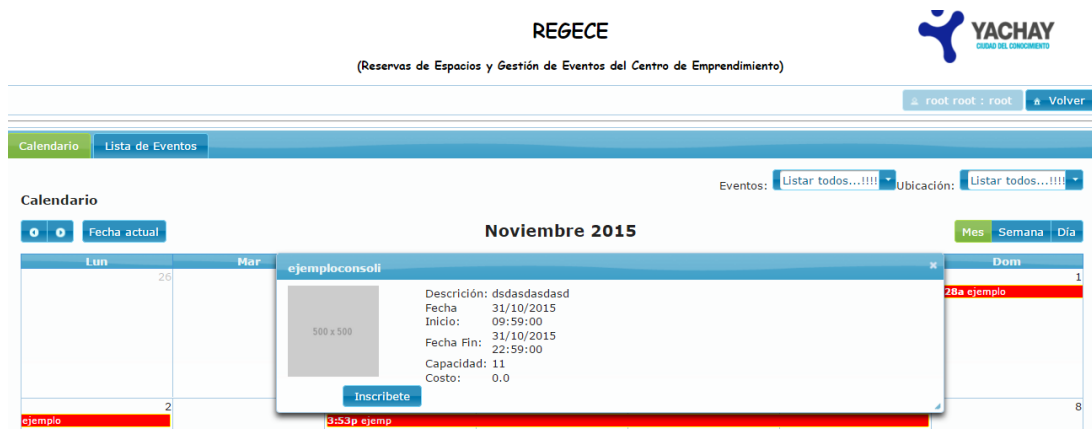 REGECE
YACHAY
CIUDAD DEL CONOCIMIENTO
(Reservas de Espacios y Gestión de Eventos del Centro de Emprendimiento)
root root : root
Volver
Calendario
Lista de Eventos
Eventos: Listar todos...!!!!
Ubicación: Listar todos...!!!!
Calendario
Fecha actual
Noviembre 2015
Mes
Semana
Día
Lun
Mar
Dom
26
1
28a ejemplo
ejemploconsoli
500 x 500
Descrición: dsdasdasdasd
Fecha Inicio: 31/10/2015 09:59:00
Fecha Fin: 31/10/2015 22:59:00
Capacidad: 11
Costo: 0.0
Inscribete
2
8
ejemplo
3:53p ejemp